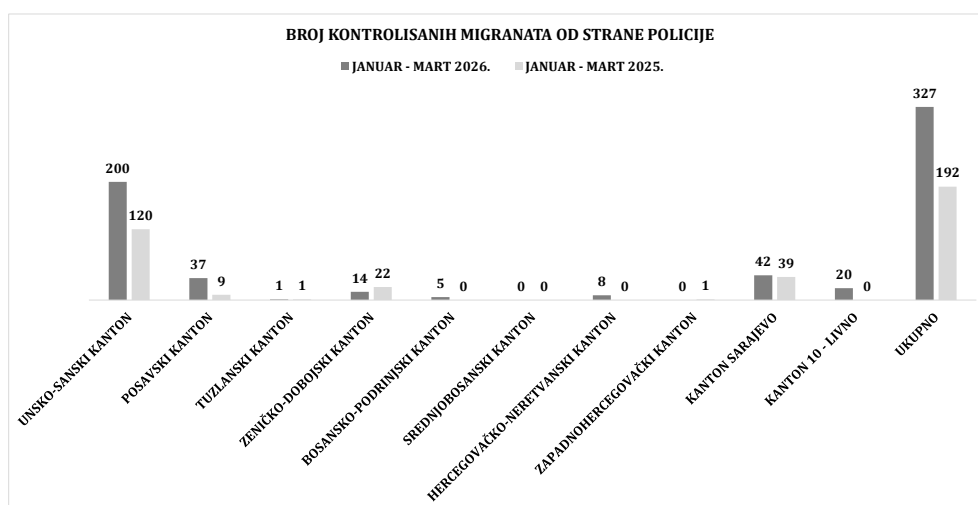 BROJ KONTROLISANIH MIGRANATA OD STRANE POLICIJE
JANUAR - MART 2026. JANUAR - MART 2025.
327
200
192
120
37
9
1 1
14
22
5
0
0 0
8
0
0
1
42 39
20
0
UNSKO-SANSKI KANTON
POSAVSKI KANTON
TUZLANSKI KANTON
ZENIČKO-DOBOJSKI KANTON
BOSANSKO-PODRINJSKI KANTON
SREDNJOBOSANSKI KANTON
HERCEGOVAČKO-NERETVANSKI KANTON
ZAPADNOHERCEGOVAČKI KANTON
KANTON SARAJEVO
KANTON 10 - LIVNO
UKUPNO